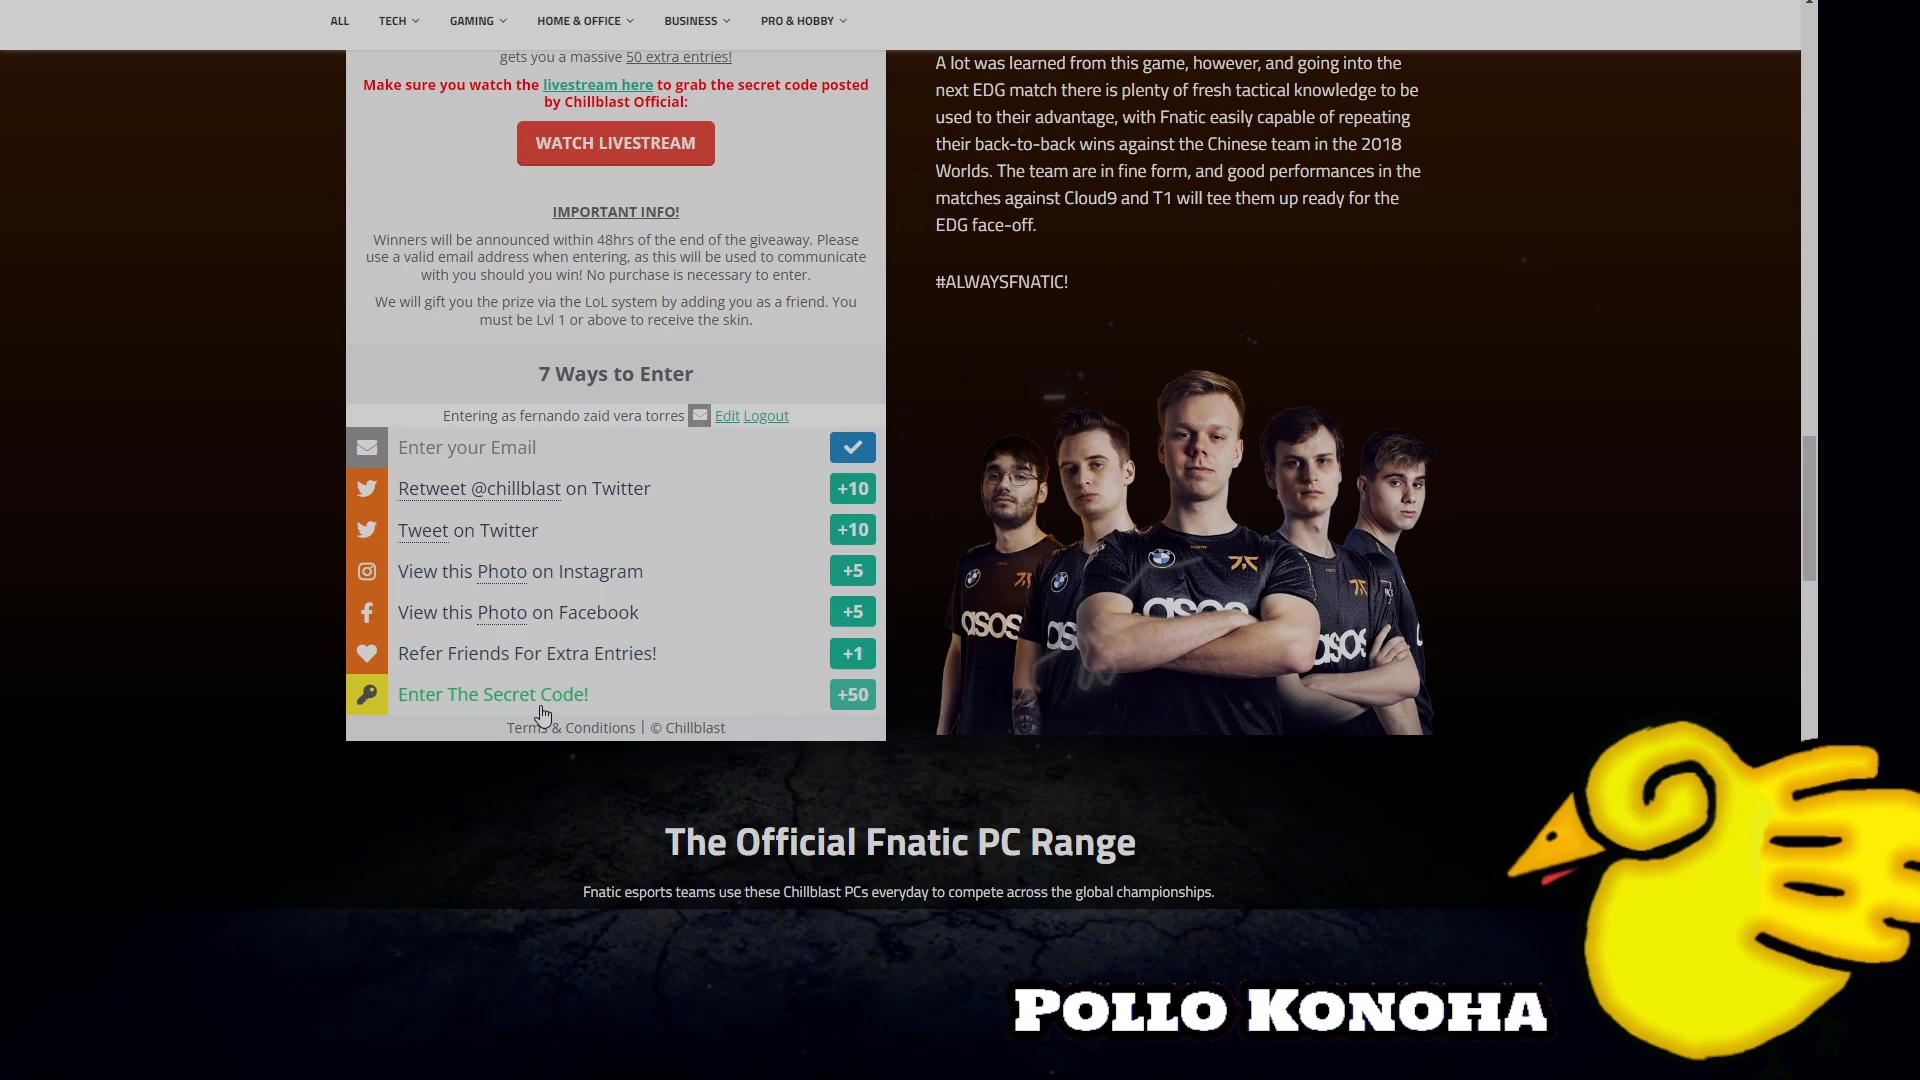 ALL
TECH
GAMING
HOME & OFFICE
BUSINESS
PRO & HOBBY
gets you a massive 50 extra entries!
Make sure you watch the livestream here to grab the secret code posted
by Chillblast Official:
WATCH LIVESTREAM
IMPORTANT INFO!
Winners will be announced within 48hrs of the end of the giveaway. Please
use a valid email address when entering, as this will be used to communicate
with you should you win! No purchase is necessary to enter.
We will gift you the prize via the LoL system by adding you as a friend. You
must be Lvl 1 or above to receive the skin.
7 Ways to Enter
Entering as fernando zaid vera torres Edit Logout
Enter your Email
Retweet @chillblast on Twitter +10
Tweet on Twitter +10
View this Photo on Instagram +5
View this Photo on Facebook +5
Refer Friends For Extra Entries! +1
Enter The Secret Code! +50
Terms & Conditions | © Chillblast
A lot was learned from this game, however, and going into the
next EDG match there is plenty of fresh tactical knowledge to be
used to their advantage, with Fnatic easily capable of repeating
their back-to-back wins against the Chinese team in the 2018
Worlds. The team are in fine form, and good performances in the
matches against Cloud9 and T1 will tee them up ready for the
EDG face-off.
#ALWAYSFNATIC!
asos
asos
asos
The Official Fnatic PC Range
Fnatic esports teams use these Chillblast PCs everyday to compete across the global championships.
POLLO KONOHA